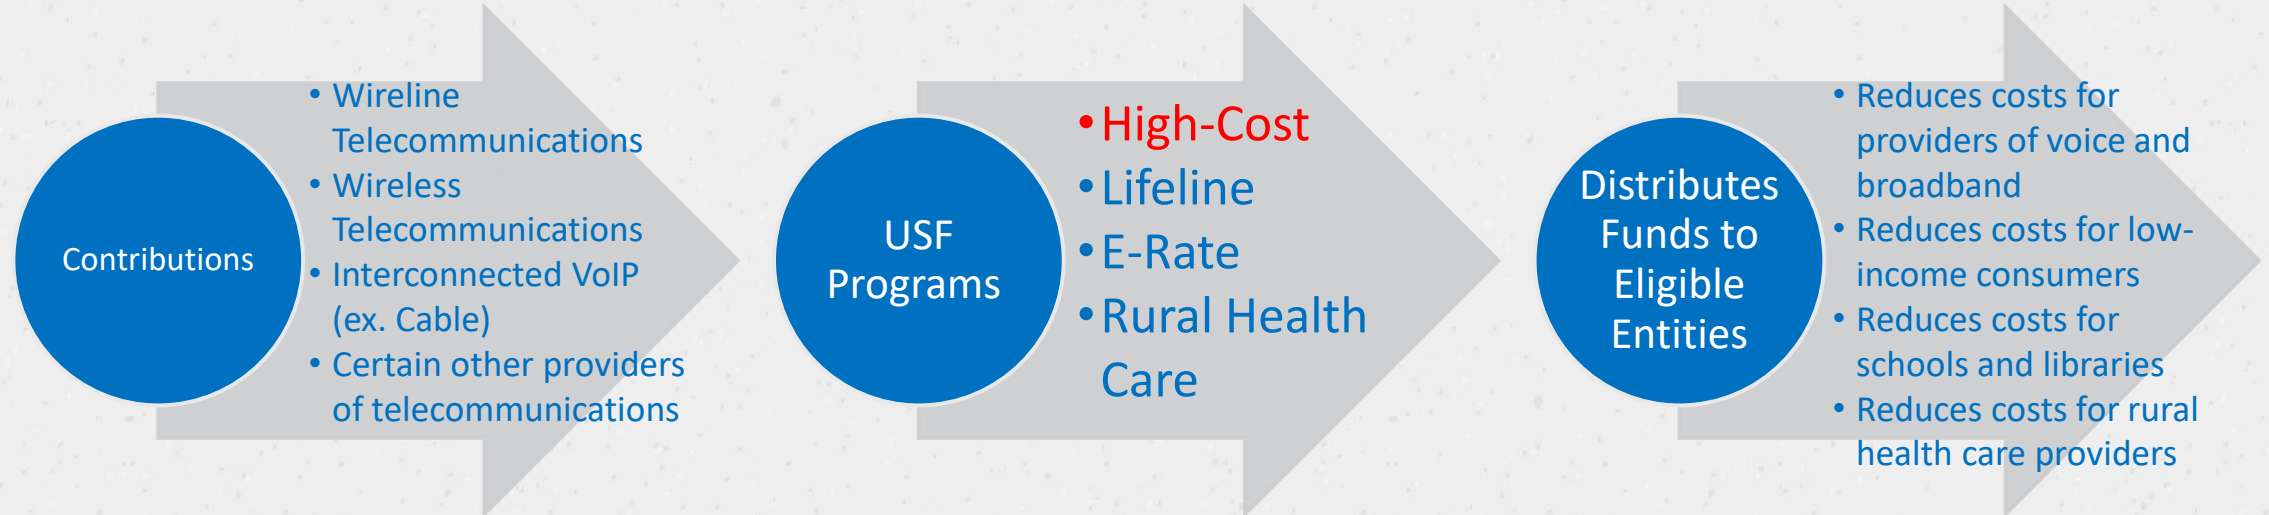 Contributions
• Wireline
Telecommunications
• Wireless
Telecommunications
• Interconnected VoIP
(ex. Cable)
• Certain other providers
of telecommunications
USF
Programs
•High-Cost
•Lifeline
•E-Rate
•Rural Health
Care
Distributes
Funds to
Eligible
Entities
• Reduces costs for
providers of voice and
broadband
• Reduces costs for low-
income consumers
• Reduces costs for
schools and libraries
• Reduces costs for rural
health care providers